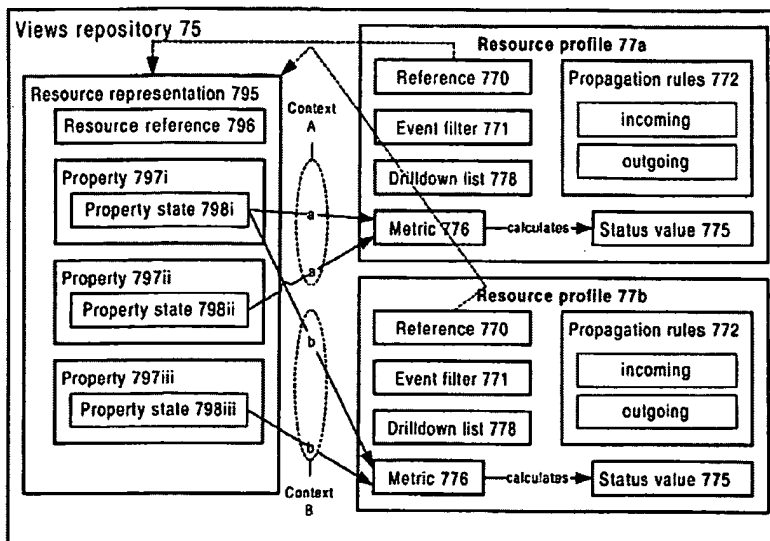 Views repository 75
Resource representation 795
Resource reference 796
Property 797i
Property state 798i
Property 797ii
Property state 798ii
Property 797iii
Property state 798iii
Context
A
a
a
b
b
Context
B
Resource profile 77a
Reference 770
Event filter 771
Drilldown list 778
Metric 776
calculates
Status value 775
Propagation rules 772
incoming
outgoing
Resource profile 77b
Reference 770
Event filter 771
Drilldown list 778
Metric 776
calculates
Status value 775
Propagation rules 772
incoming
outgoing